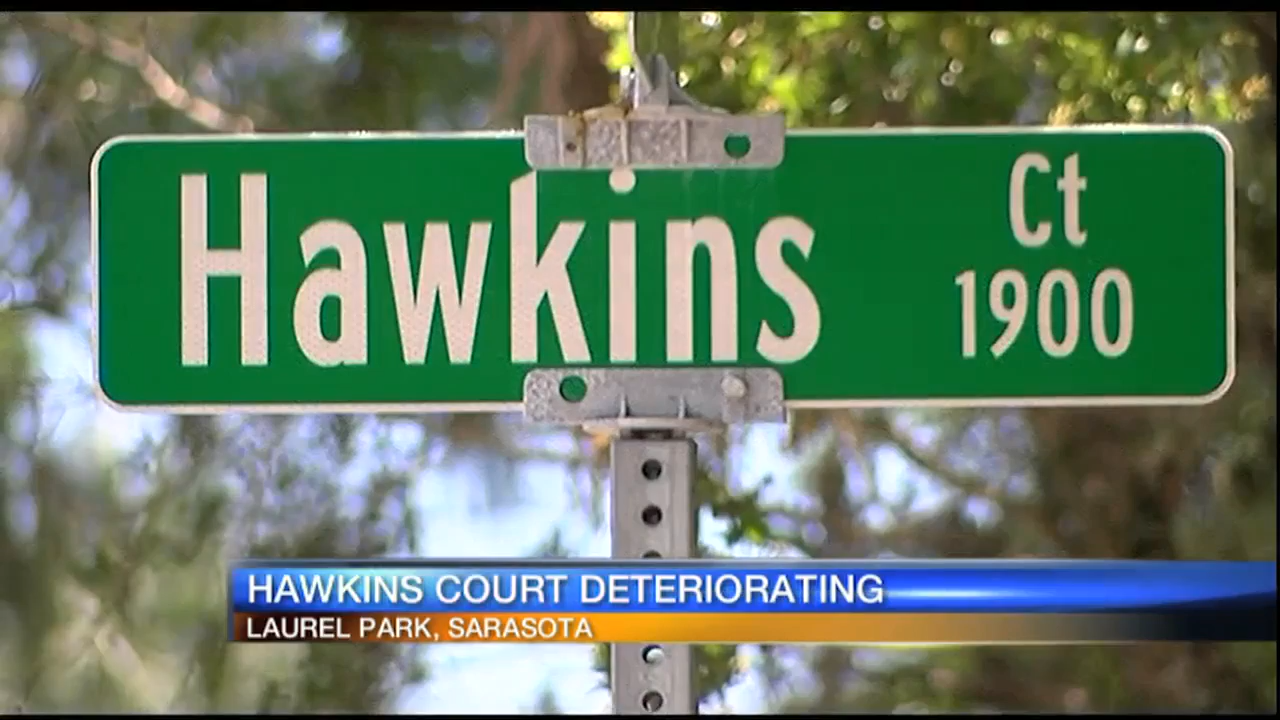 Hawkins Ct
1900
HAWKINS COURT DETERIORATING
LAUREL PARK, SARASOTA